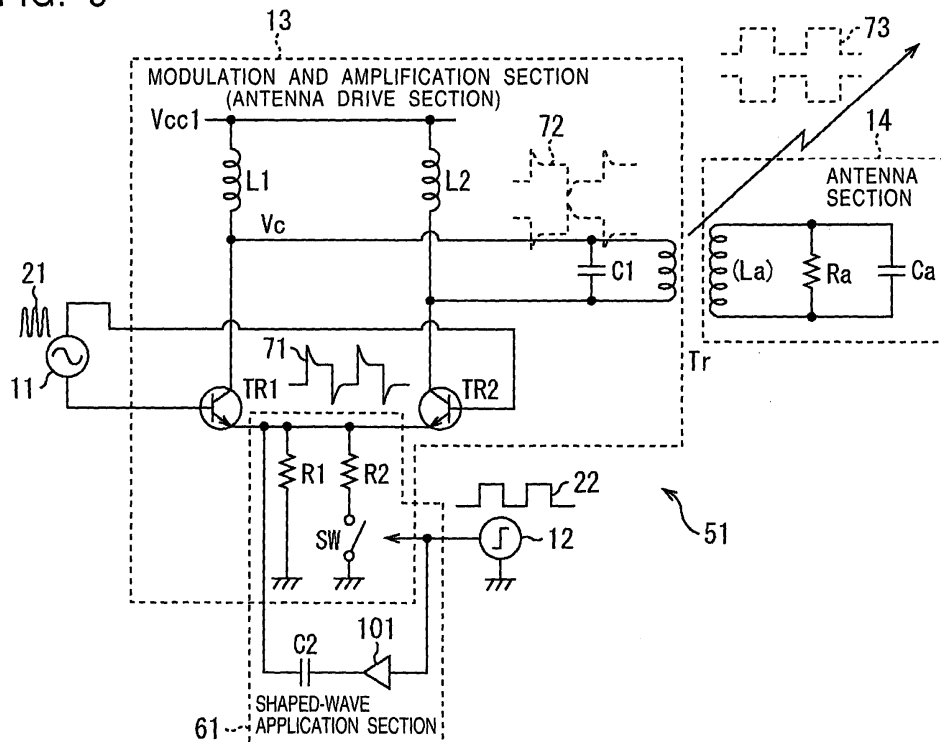 13
73
MODULATION AND AMPLIFICATION SECTION
(ANTENNA DRIVE SECTION)
14
Vcc1
72
ANTENNA
SECTION
L1
L2
Vc
21
C1
(La)
Ra
Ca
71
TR1
TR2
Tr
11
R1
R2
22
SW
12
51
C2
101
SHAPED-WAVE
APPLICATION SECTION
61